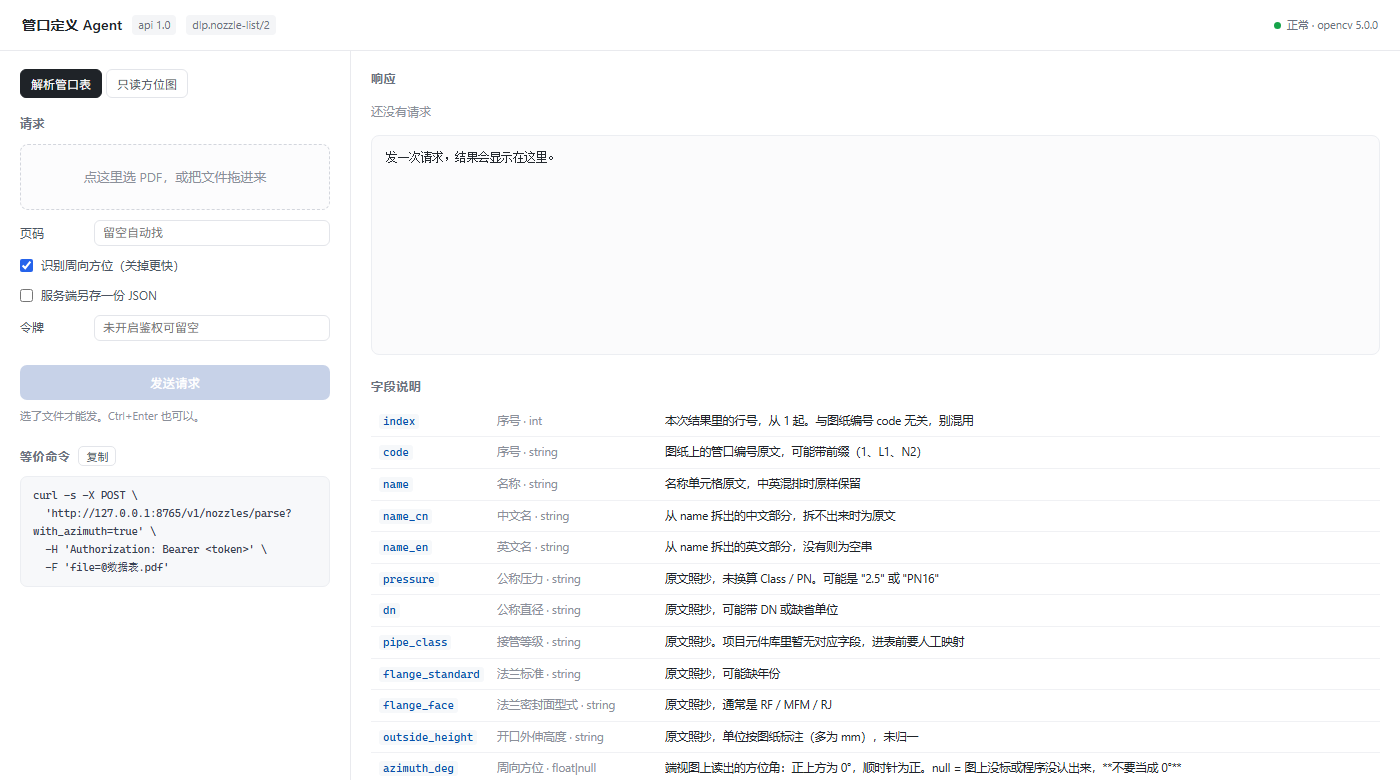 管口定义 Agent api 1.0 dlp.nozzle-list/2
正常 · opencv 5.0.0
解析管口表 只读方位图
请求
点这里选 PDF，或把文件拖进来
页码 留空自动找
识别周向方位（关掉更快）
服务端另存一份 JSON
令牌 未开启鉴权可留空
发送请求
选了文件才能发。Ctrl+Enter 也可以。
等价命令 复制
curl -s -X POST \
'http://127.0.0.1:8765/v1/nozzles/parse?
with_azimuth=true' \
-H 'Authorization: Bearer <token>' \
-F 'file=@数据表.pdf'
响应
还没有请求
发一次请求，结果会显示在这里。
字段说明
index 序号 · int 本次结果里的行号，从 1 起。与图纸编号 code 无关，别混用
code 序号 · string 图纸上的管口编号原文，可能带前缀（1、L1、N2）
name 名称 · string 名称单元格原文，中英混排时原样保留
name_cn 中文名 · string 从 name 拆出的中文部分，拆不出来时为原文
name_en 英文名 · string 从 name 拆出的英文部分，没有则为空串
pressure 公称压力 · string 原文照抄，未换算 Class / PN。可能是 "2.5" 或 "PN16"
dn 公称直径 · string 原文照抄，可能带 DN 或缺省单位
pipe_class 接管等级 · string 原文照抄。项目元件库里暂无对应字段，进表前要人工映射
flange_standard 法兰标准 · string 原文照抄，可能缺年份
flange_face 法兰密封面型式 · string 原文照抄，通常是 RF / MFM / RJ
outside_height 开口外伸高度 · string 原文照抄，单位按图纸标注（多为 mm），未归一
azimuth_deg 周向方位 · float|null 端视图上读出的方位角：正上方为 0°，顺时针为正。null = 图上没标或程序没认出来，**不要当成 0°**